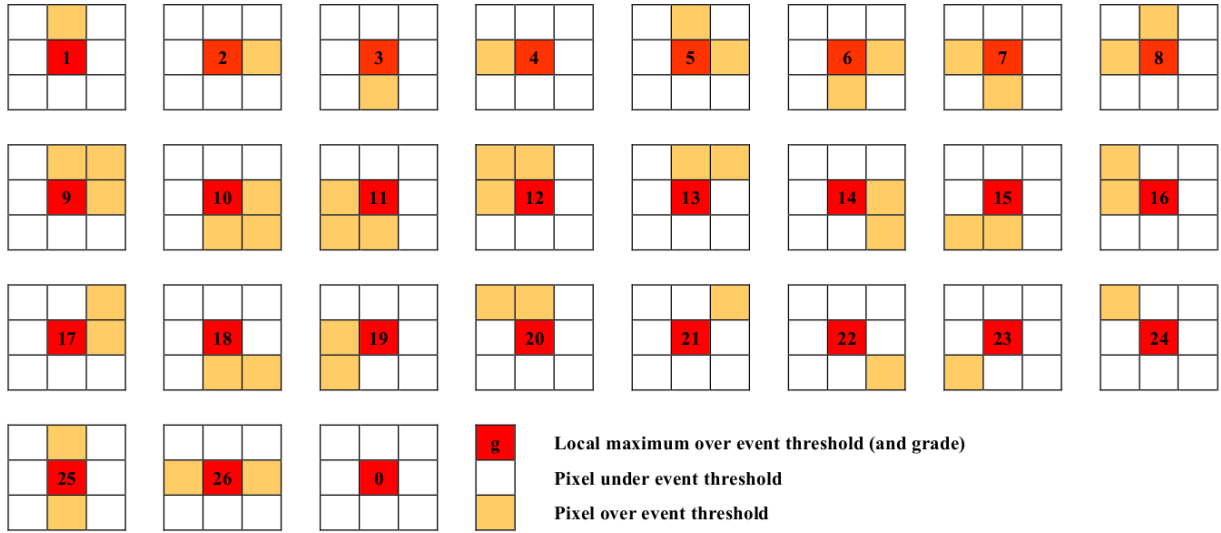 1 2 3 4 5 6 7 8
9 10 11 12 13 14 15 16
17 18 19 20 21 22 23 24
25 26 0
g Local maximum over event threshold (and grade)
Pixel under event threshold
Pixel over event threshold